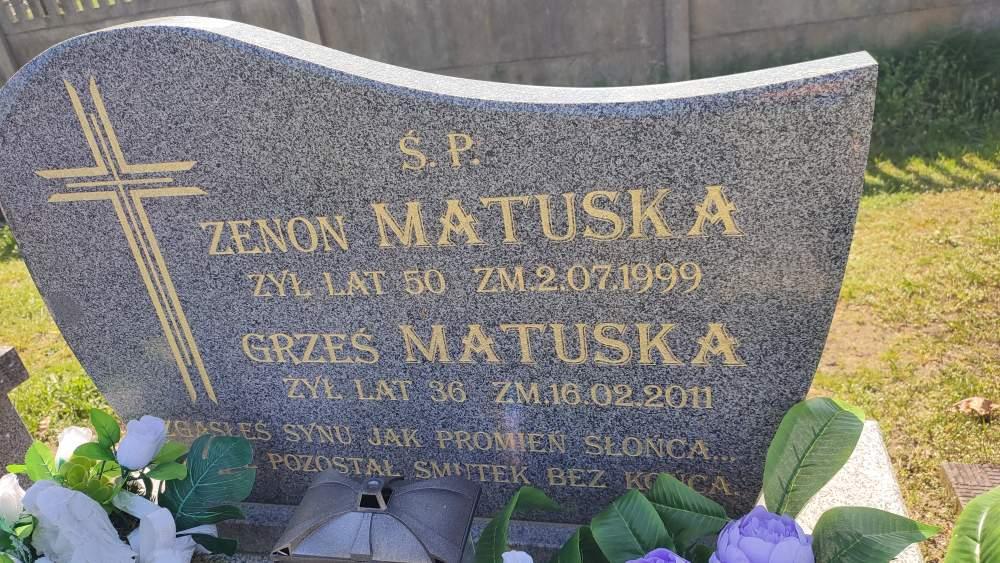 Ś. P.
ZENON MATUSKA
ŻYŁ LAT 50 ZM.2.07.1999
GRZEŚ MATUSKA
ŻYŁ LAT 36 ZM.16.02.2011
ZGASŁEŚ SYNU JAK PROMIEŃ SŁOŃCA...
POZOSTAŁ SMUTEK BEZ KOŃCA.